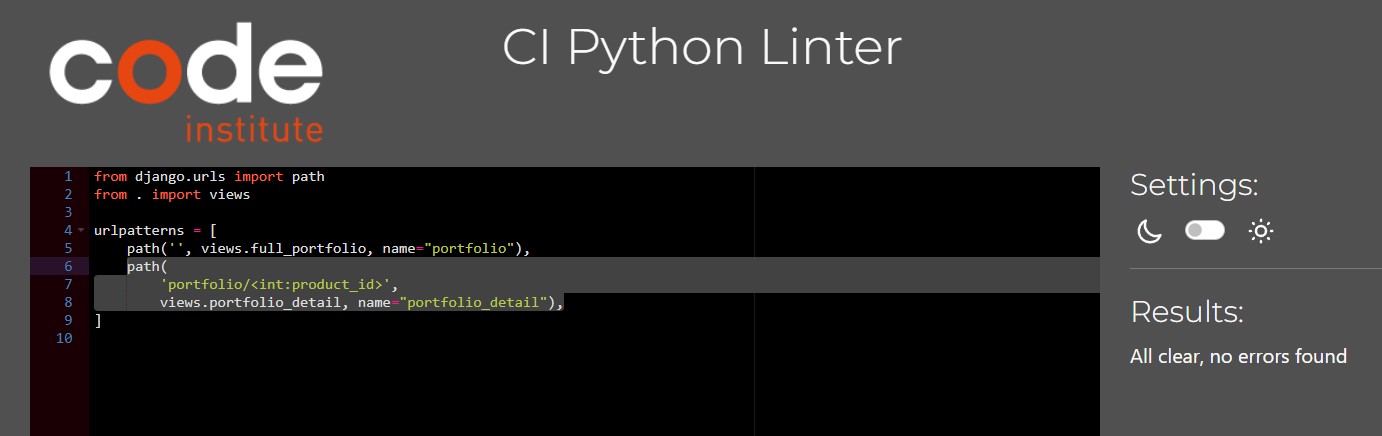 code
institute
CI Python Linter
1 from django.urls import path
2 from . import views
3
4 urlpatterns = [
5     path('', views.full_portfolio, name="portfolio"),
6     path(
7         'portfolio/<int:product_id>',
8         views.portfolio_detail, name="portfolio_detail"),
9 ]
10
Settings:
Results:
All clear, no errors found